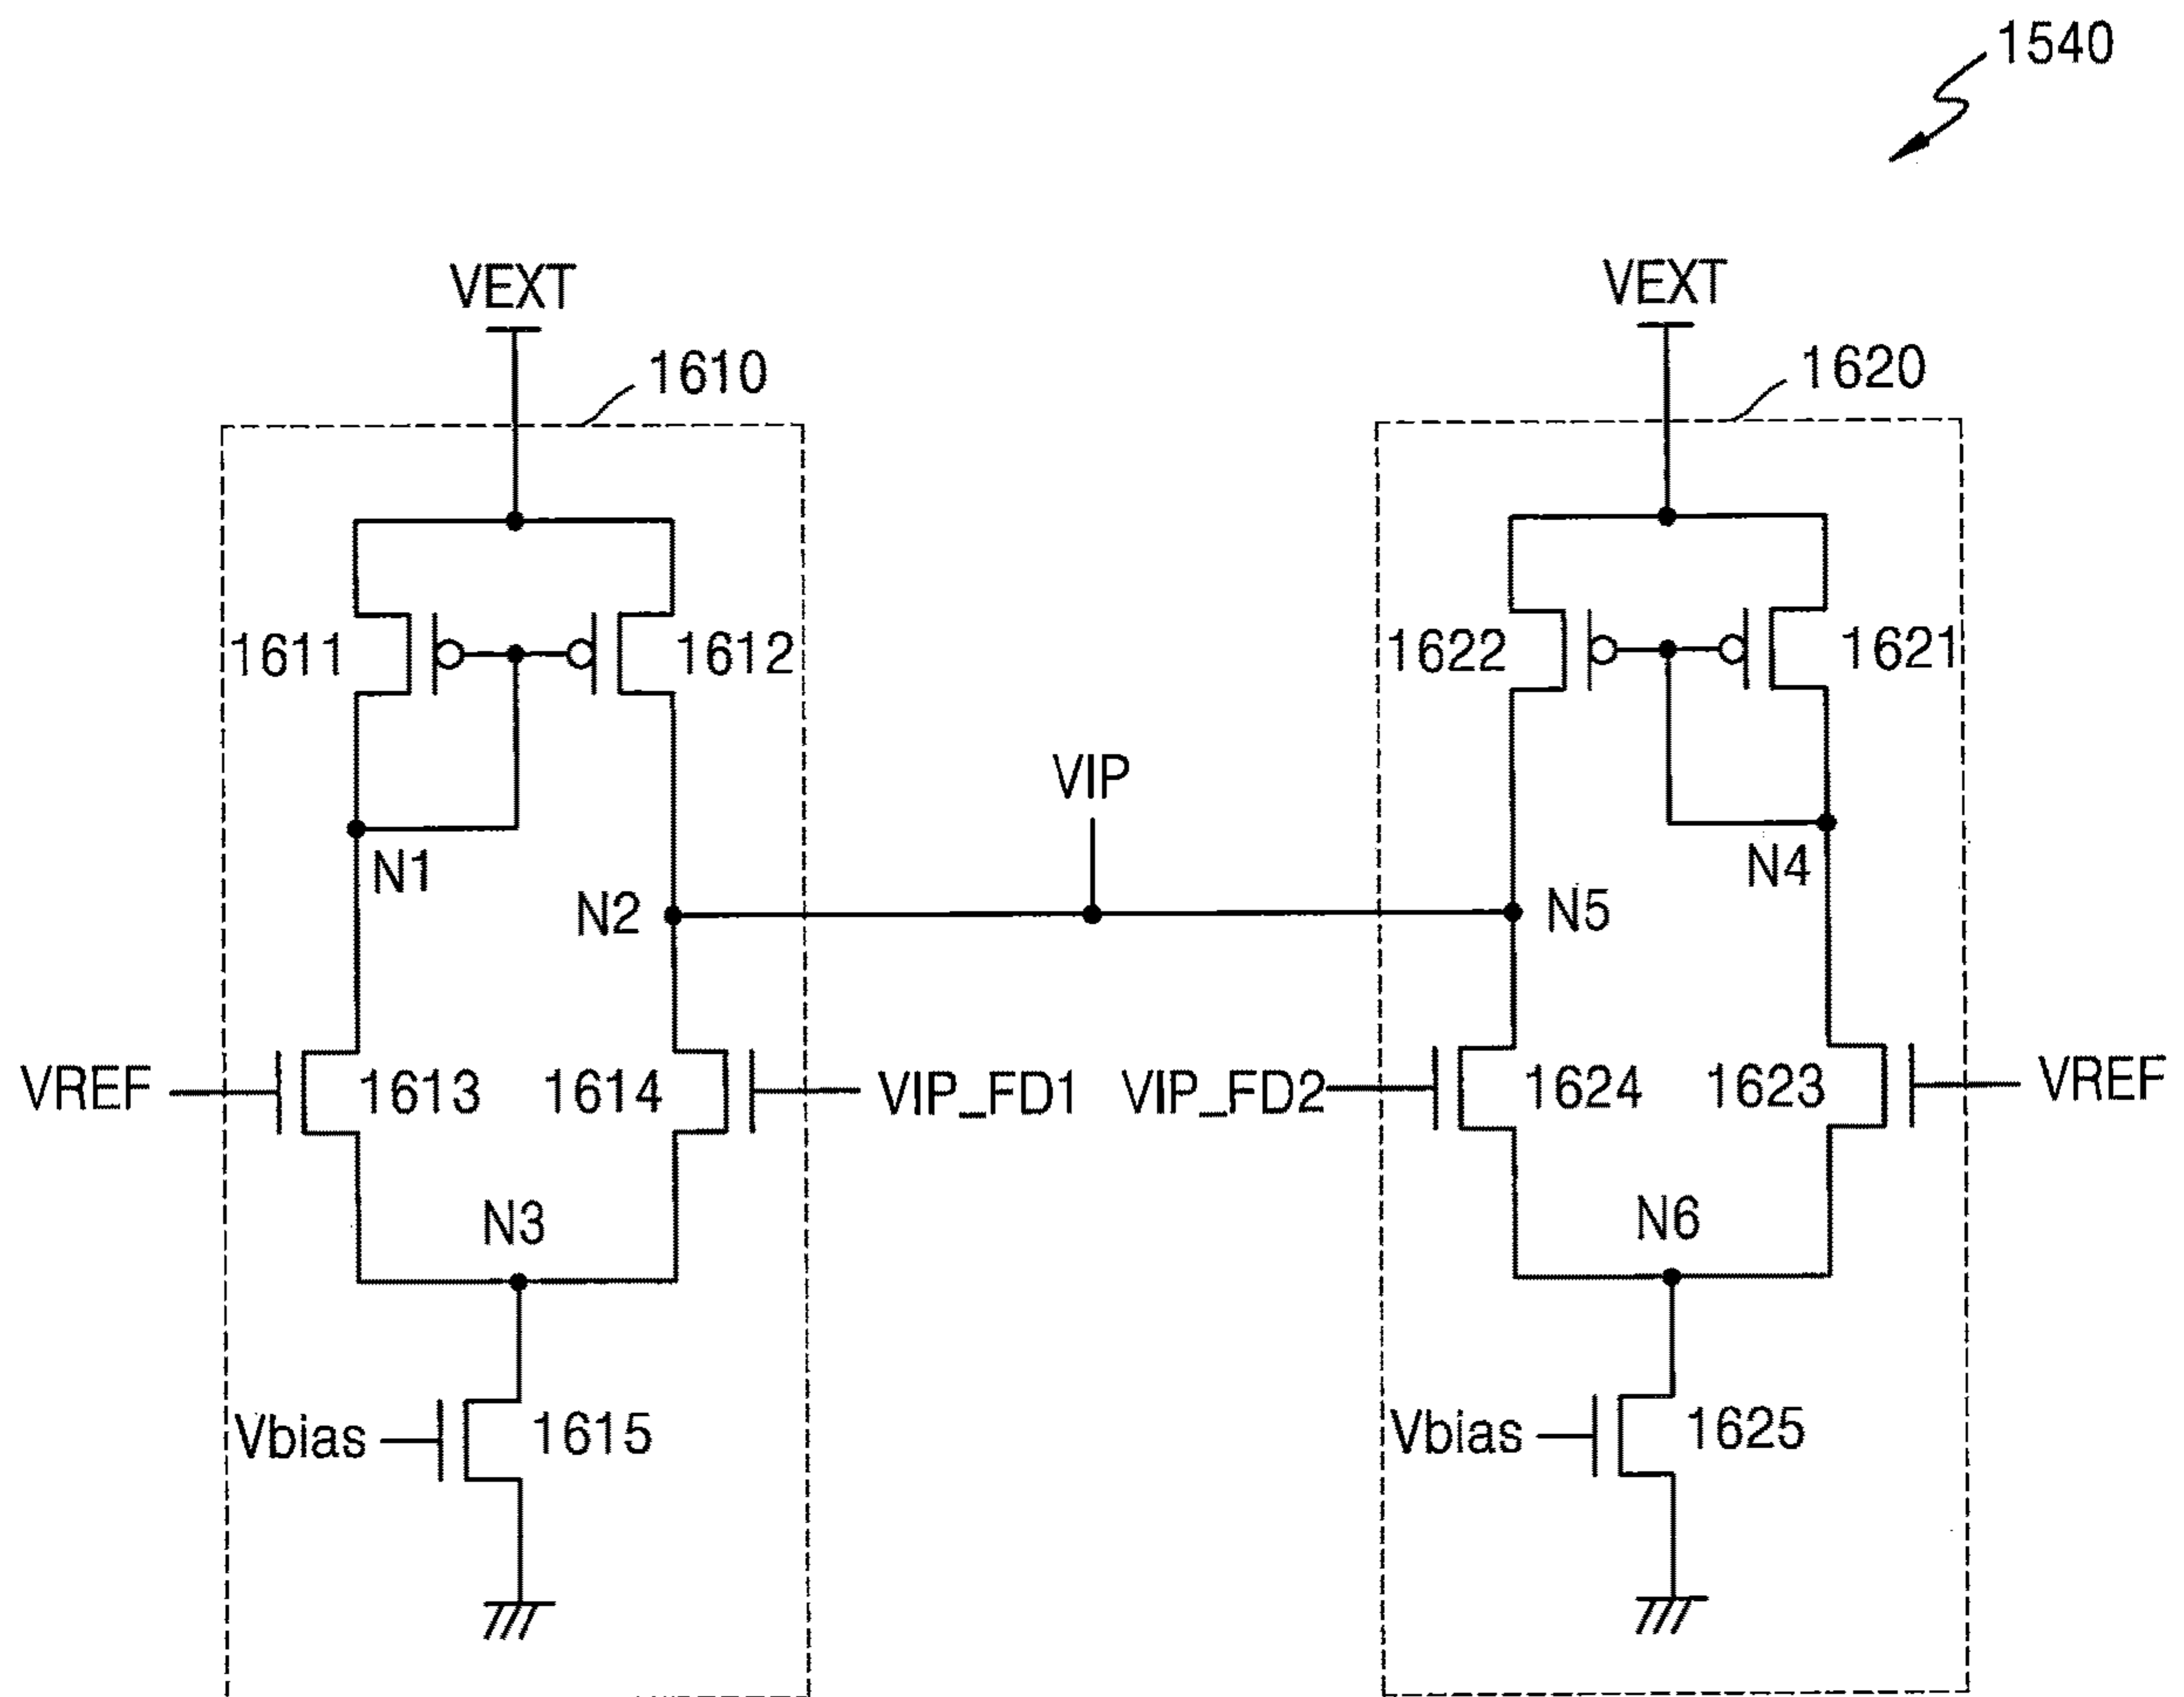 1540
VEXT
VEXT
1610
1620
1611
1612
1622
1621
VIP
N1
N4
N2
N5
VREF
1613
1614
VIP_FD1
VIP_FD2
1624
1623
VREF
N3
N6
Vbias
1615
Vbias
1625